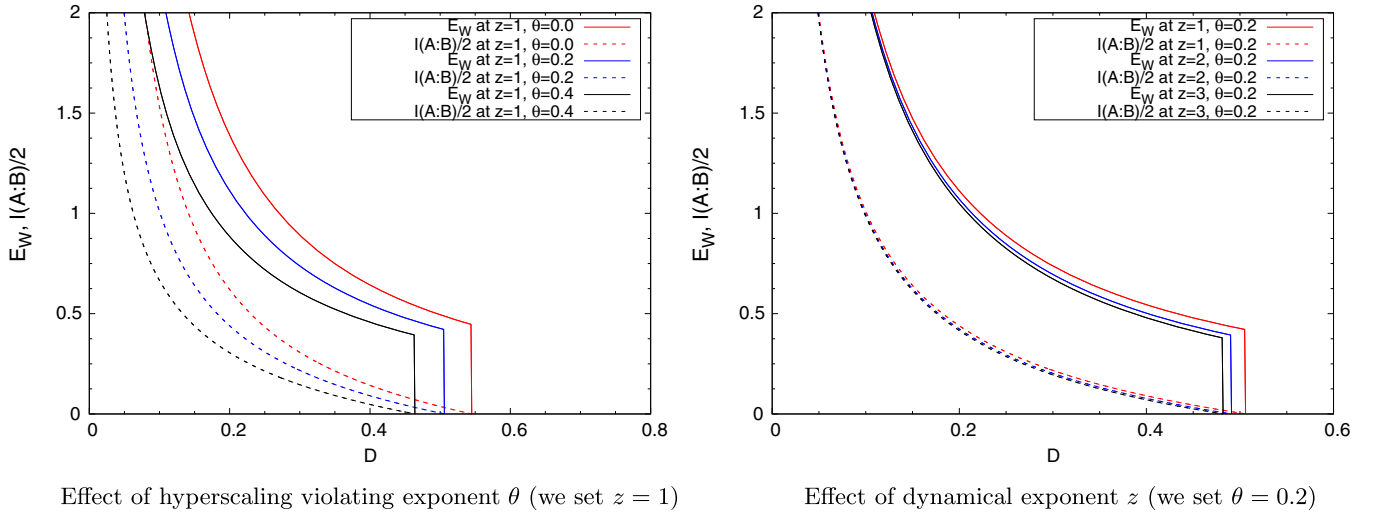 2
1.5
1
0.5
0
E_W, I(A:B)/2
E_W at z=1, θ=0.0
I(A:B)/2 at z=1, θ=0.0
E_W at z=1, θ=0.2
I(A:B)/2 at z=1, θ=0.2
E_W at z=1, θ=0.4
I(A:B)/2 at z=1, θ=0.4
0 0.2 0.4 0.6 0.8
D
Effect of hyperscaling violating exponent θ (we set z = 1)
2
1.5
1
0.5
0
E_W, I(A:B)/2
E_W at z=1, θ=0.2
I(A:B)/2 at z=1, θ=0.2
E_W at z=2, θ=0.2
I(A:B)/2 at z=2, θ=0.2
E_W at z=3, θ=0.2
I(A:B)/2 at z=3, θ=0.2
0 0.2 0.4 0.6
D
Effect of dynamical exponent z (we set θ = 0.2)